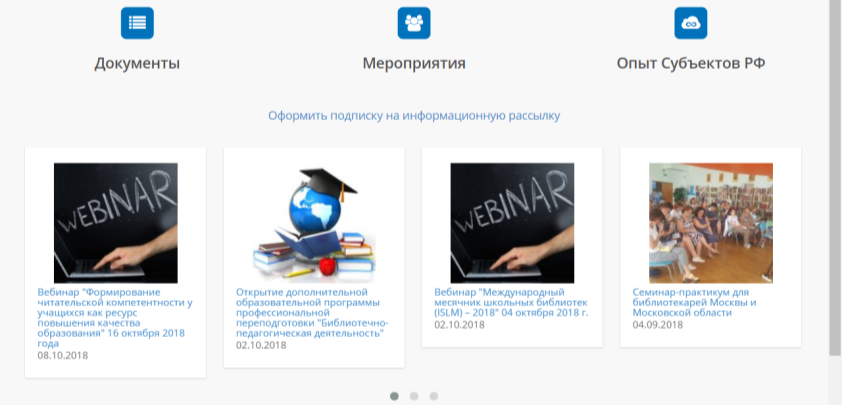 Документы
Мероприятия
Опыт Субъектов РФ
Оформить подписку на информационную рассылку
WEBINAR
Вебинар "Формирование
читательской компетентности у
учащихся как ресурс
повышения качества
образования" 16 октября 2018
года
08.10.2018
Открытие дополнительной
образовательной программы
профессиональной
переподготовки "Библиотечно-
педагогическая деятельность"
02.10.2018
WEBINAR
Вебинар "Международный
месячник школьных библиотек
(ISLM) – 2018" 04 октября 2018 г.
02.10.2018
Семинар-практикум для
библиотекарей Москвы и
Московской области
04.09.2018